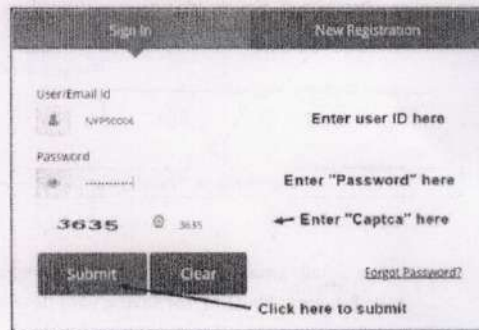 Sign In New Registration
User/Email Id
NYPS0006 Enter user ID here
Password
Enter "Password" here
3635 3635 Enter "Captca" here
Submit Clear Forgot Password?
Click here to submit